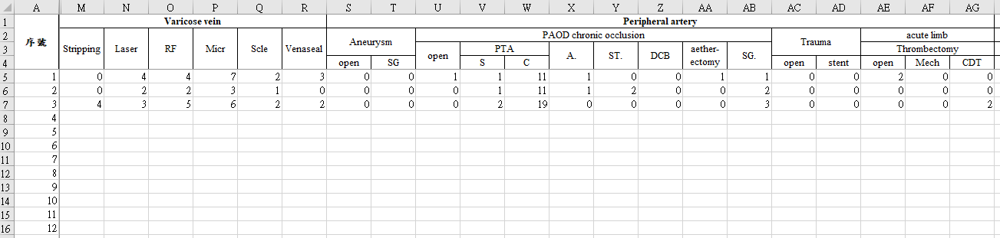 A M N O P Q R S T U V W X Y Z AA AB AC AD AE AF AG
1 序號 Varicose vein Peripheral artery
2 Stripping Laser RF Micr Scle Venaseal Aneurysm PAOD chronic occlusion Trauma acute limb
3 open PTA A. ST. DCB aether-ectomy SG. Thrombectomy
4 open SG S C open stent open Mech CDT
5 1 0 4 4 7 2 3 0 0 1 1 11 1 0 0 1 1 0 0 2 0 0
6 2 0 2 2 3 1 0 0 0 0 1 11 1 2 0 0 2 0 0 0 0 0
7 3 4 3 5 6 2 2 0 0 0 2 19 0 0 0 0 3 0 0 0 0 2
8 4
9 5
10 6
11 7
12 8
13 9
14 10
15 11
16 12